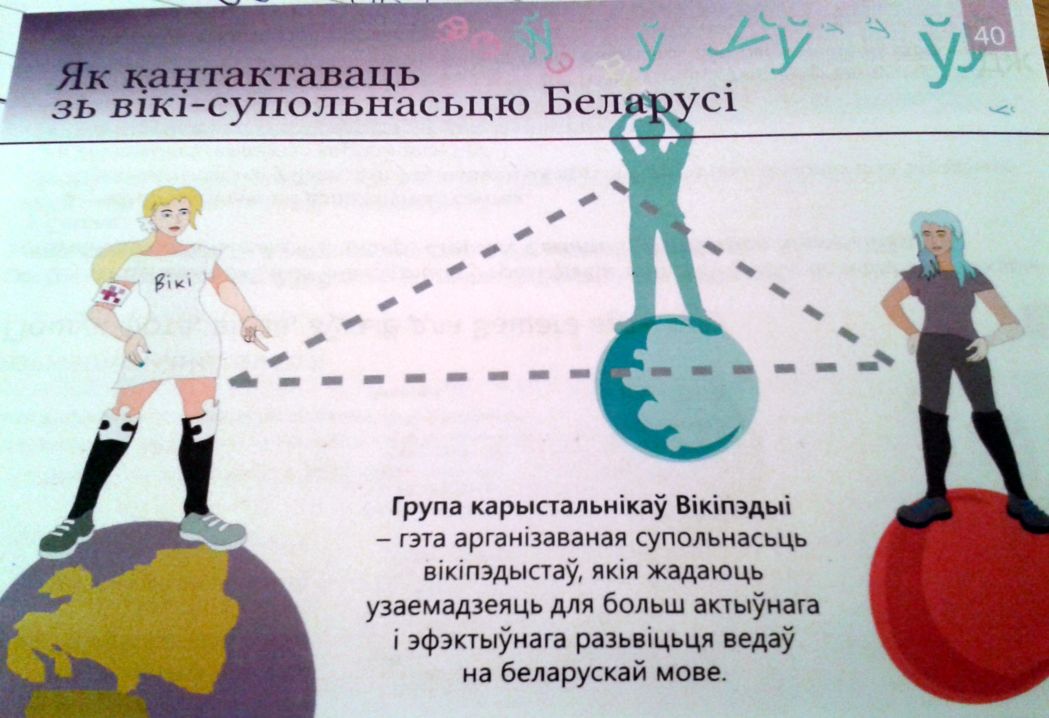 40
Як кантактаваць
зь вікі-супольнасьцю Беларусі
Вікі
Група карыстальнікаў Вікіпэдыі
– гэта арганізаваная супольнасьць
вікіпэдыстаў, якія жадаюць
узаемадзеяць для больш актыўнага
і эфэктыўнага разьвіцьця ведаў
на беларускай мове.